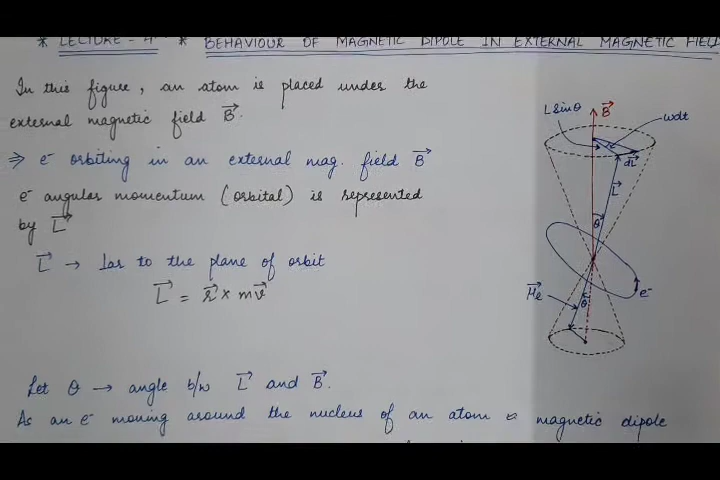 * LECTURE - 4 * BEHAVIOUR OF MAGNETIC DIPOLE IN EXTERNAL MAGNETIC FIELD
In this figure, an atom is placed under the
external magnetic field B⃗.
⇒ e⁻ orbiting in an external mag. field B⃗
e⁻ angular momentum (orbital) is represented
by L⃗
L⃗ → Lar to the plane of orbit
L⃗ = r⃗ × mv⃗
Let θ → angle b/w L⃗ and B⃗.
As an e⁻ moving around the nucleus of an atom magnetic dipole
L sinθ
B⃗
ωdt
dL⃗
L⃗
θ
μ⃗e
θ
e⁻